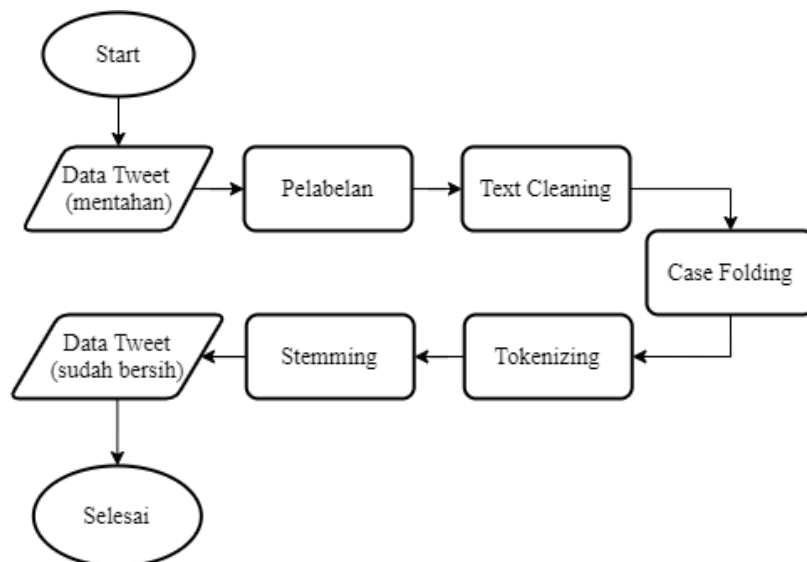 Start
Data Tweet
(mentahan)
Pelabelan
Text Cleaning
Case Folding
Tokenizing
Stemming
Data Tweet
(sudah bersih)
Selesai